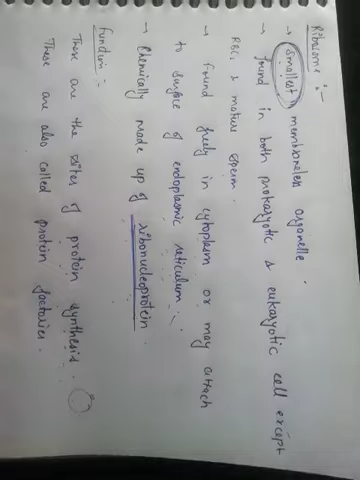 Ribosome :-
→ Smallest membraneless organelle.
→ found in both prokaryotic & eukaryotic cell except
RBCs & mature sperm.
→ found freely in cytoplasm or may attach
to surface of endoplasmic reticulum.
→ Chemically made up of ribonucleoprotein.
Function :-
These are the sites of protein synthesis.
These are also called protein factories.